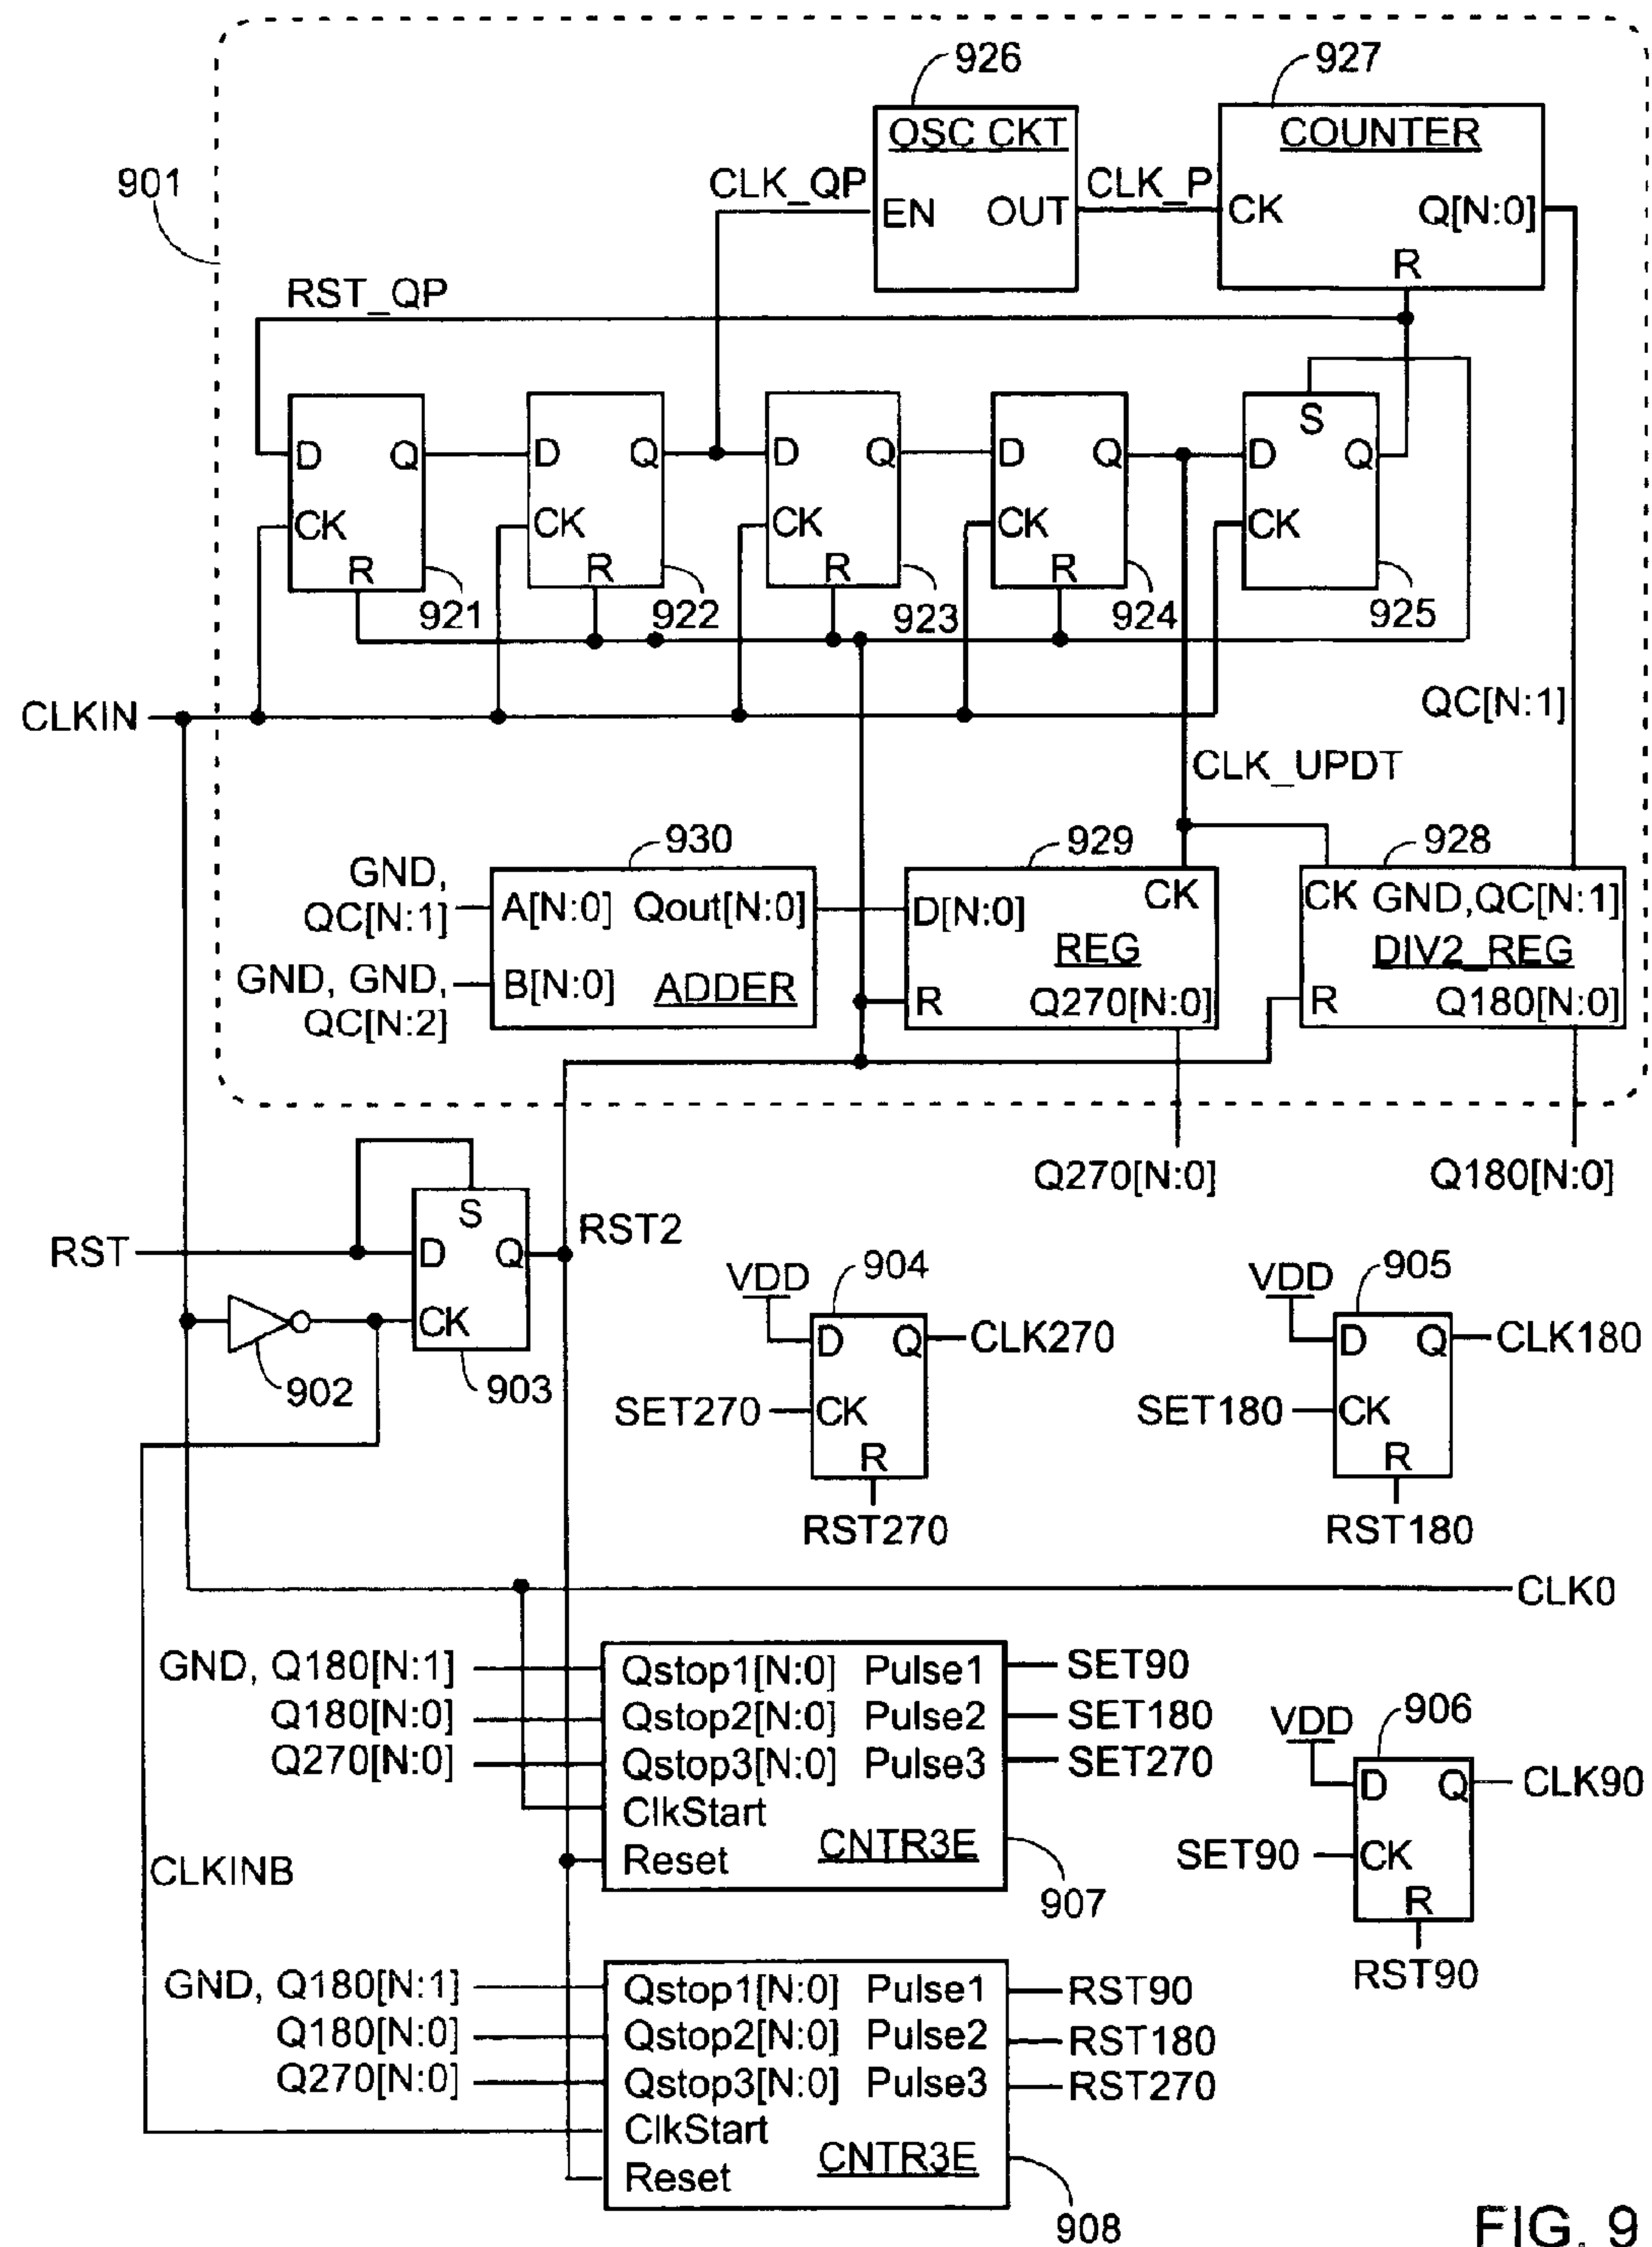 926
927
OSC CKT
COUNTER
901
CLK_QP
CLK_P
EN
OUT
CK
Q[N:0]
R
RST_QP
S
D
Q
D
Q
D
Q
D
Q
D
Q
CK
CK
CK
CK
CK
R
R
R
R
921
922
923
924
925
CLKIN
QC[N:1]
CLK_UPDT
930
929
928
GND,
QC[N:1]
A[N:0]
Qout[N:0]
D[N:0]
CK
CK
GND,QC[N:1]
REG
DIV2_REG
GND, GND,
QC[N:2]
B[N:0]
ADDER
R
Q270[N:0]
R
Q180[N:0]
Q270[N:0]
Q180[N:0]
S
RST
D
Q
RST2
CK
902
903
VDD
904
D
Q
CLK270
SET270
CK
R
RST270
VDD
905
D
Q
CLK180
SET180
CK
R
RST180
CLK0
GND, Q180[N:1]
Qstop1[N:0]
Pulse1
SET90
Q180[N:0]
Qstop2[N:0]
Pulse2
SET180
Q270[N:0]
Qstop3[N:0]
Pulse3
SET270
ClkStart
CNTR3E
Reset
907
CLKINB
VDD
906
D
Q
CLK90
SET90
CK
R
RST90
GND, Q180[N:1]
Qstop1[N:0]
Pulse1
RST90
Q180[N:0]
Qstop2[N:0]
Pulse2
RST180
Q270[N:0]
Qstop3[N:0]
Pulse3
RST270
ClkStart
CNTR3E
Reset
908
FIG. 9